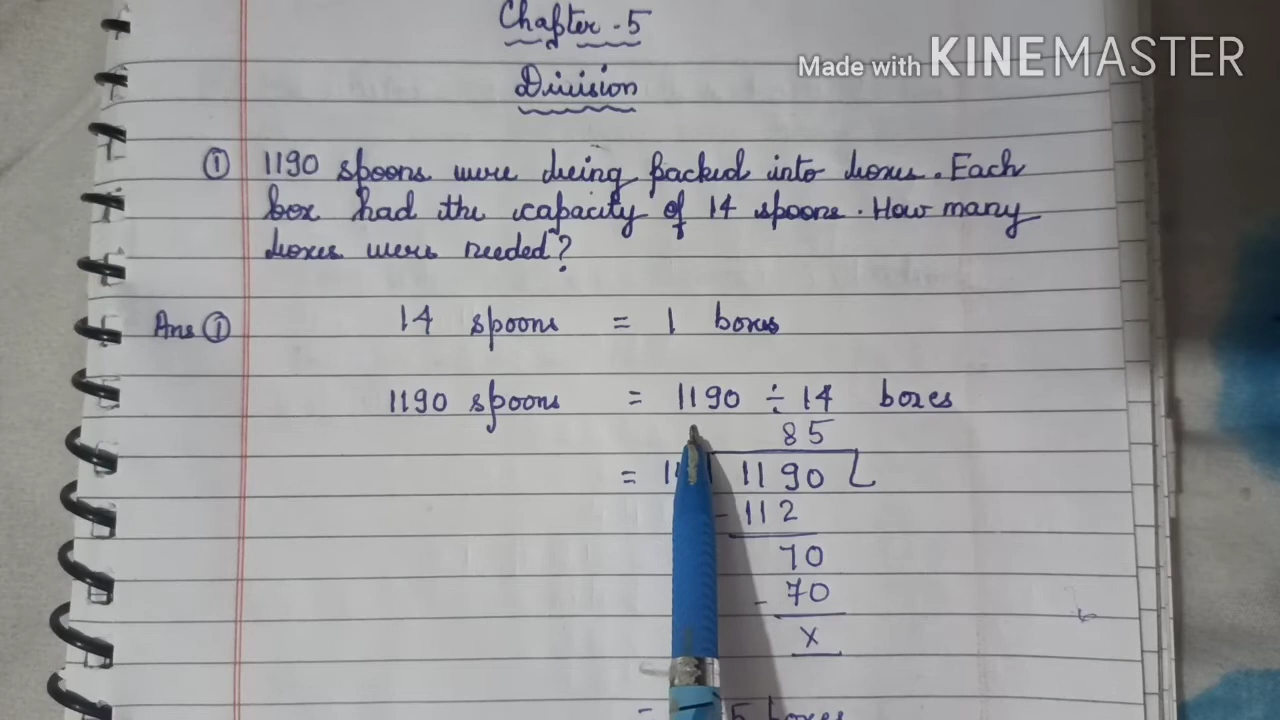 Chapter - 5
Made with KINEMASTER
Division
① 1190 spoons were being packed into boxes. Each
box had the capacity of 14 spoons. How many
boxes were needed?
Ans ① 14 spoons = 1 boxes
1190 spoons = 1190 ÷ 14 boxes
85
= 1190
- 112
70
- 70
x
= 5 boxes